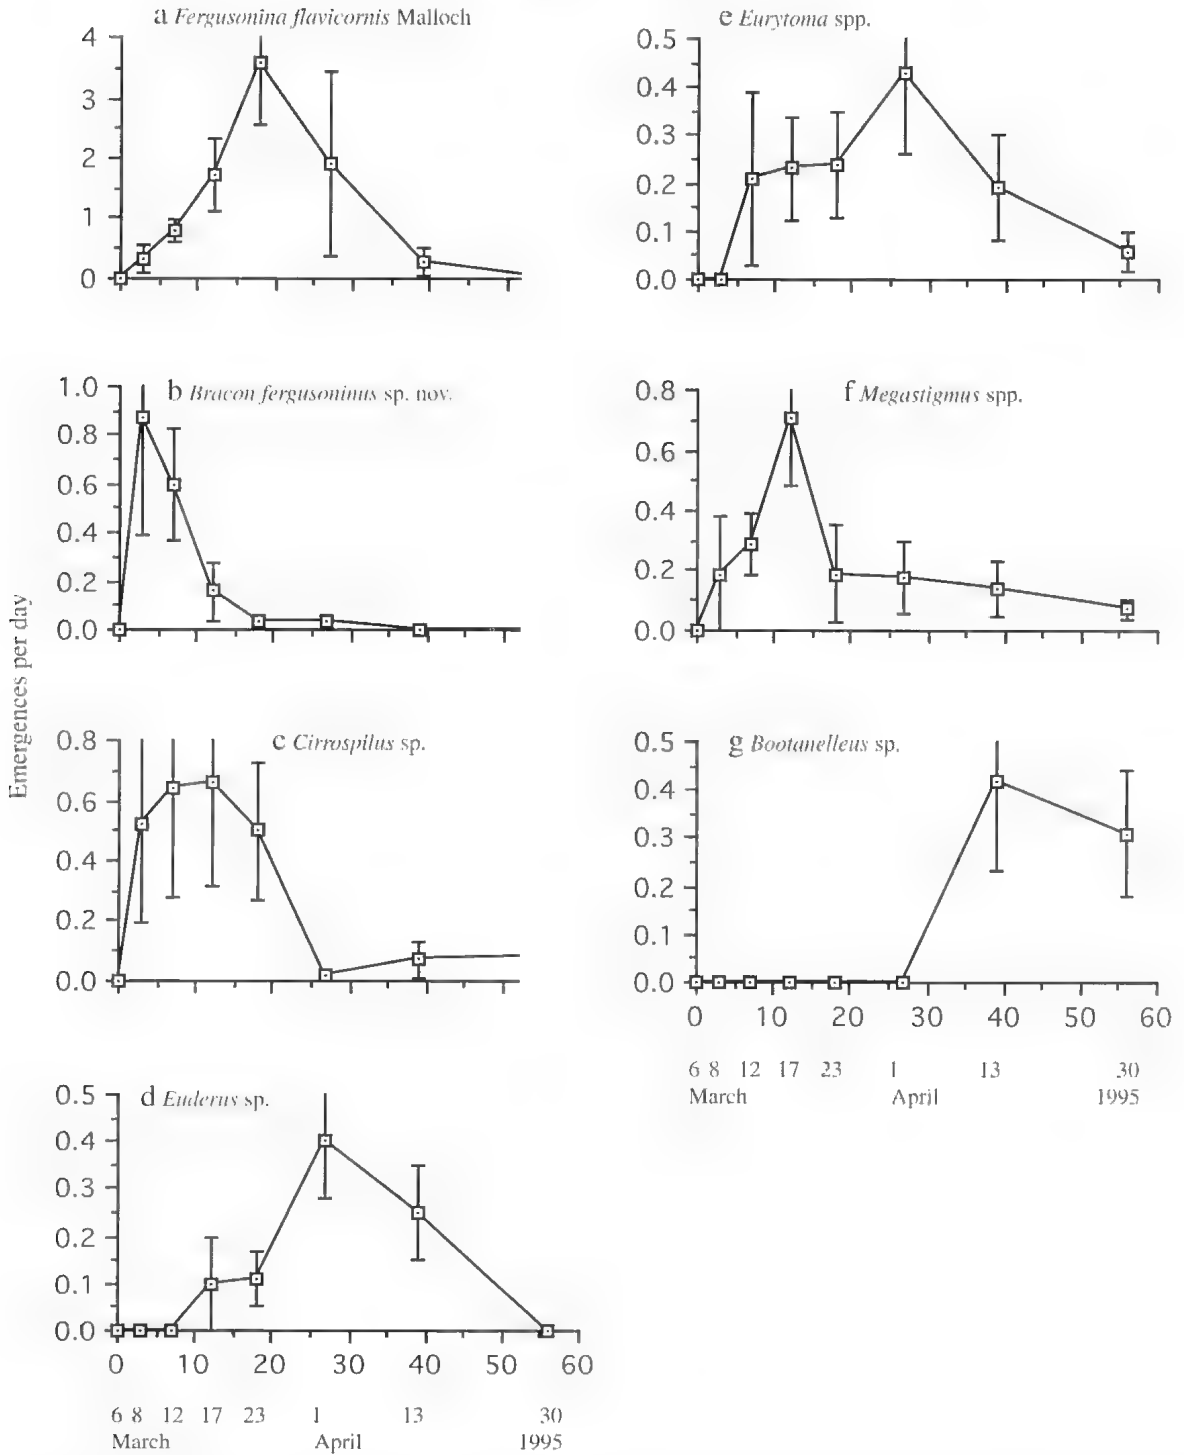 a Fergusonina flavicornis Malloch
4
3
2
1
0
b Bracon fergusoninus sp. nov.
1.0
0.8
0.6
0.4
0.2
0.0
Emergences per day
c Cirrospilus sp.
0.8
0.6
0.4
0.2
0.0
d Euderus sp.
0.5
0.4
0.3
0.2
0.1
0.0
0 10 20 30 40 50 60
6 8 12 17 23 1 13 30
March April 1995
e Eurytoma spp.
0.5
0.4
0.3
0.2
0.1
0.0
f Megastigmus spp.
0.8
0.6
0.4
0.2
0.0
g Bootanelleus sp.
0.5
0.4
0.3
0.2
0.1
0.0
0 10 20 30 40 50 60
6 8 12 17 23 1 13 30
March April 1995